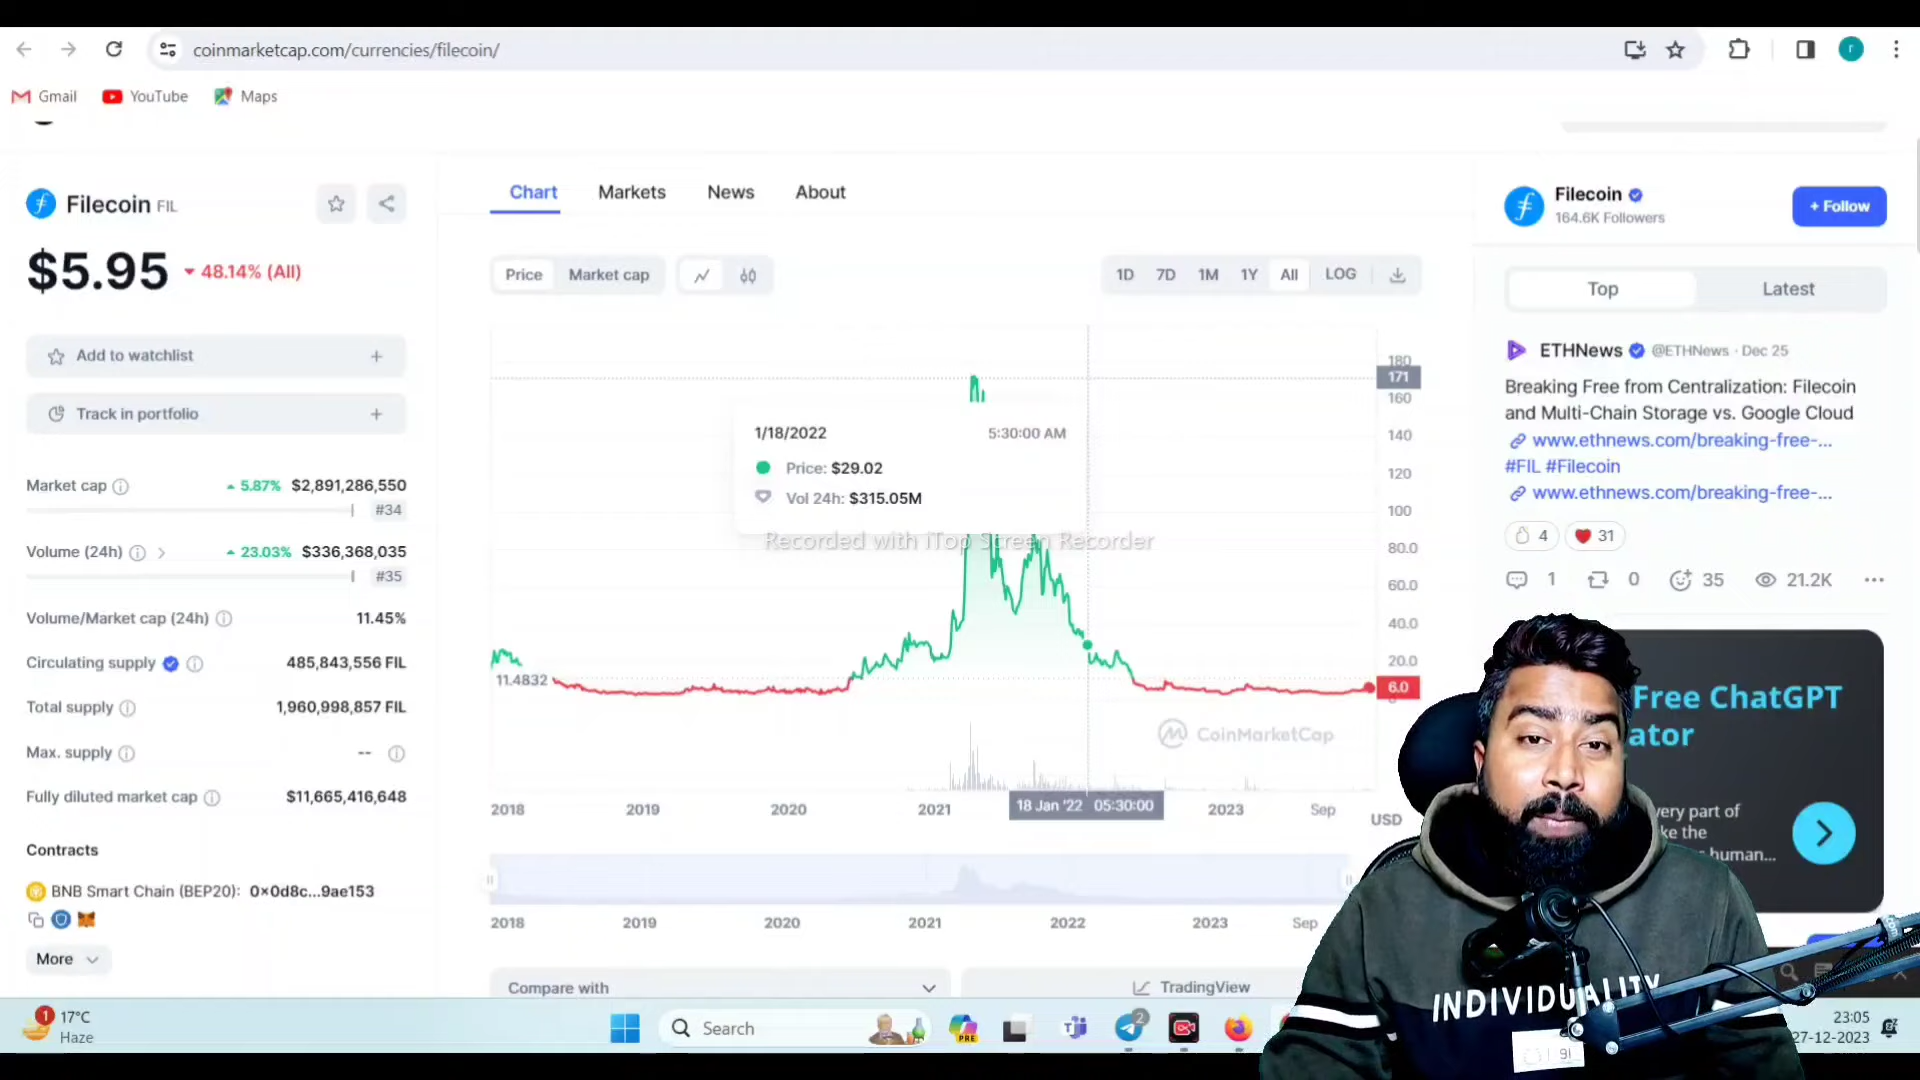 coinmarketcap.com/currencies/filecoin/
Gmail
YouTube
Maps
Filecoin FIL
$5.95
48.14% (All)
Add to watchlist
Track in portfolio
Market cap
5.87% $2,891,286,550
#34
Volume (24h)
23.03% $336,368,035
#35
Volume/Market cap (24h)
11.45%
Circulating supply
485,843,556 FIL
Total supply
1,960,998,857 FIL
Max. supply
--
Fully diluted market cap
$11,665,416,648
Contracts
BNB Smart Chain (BEP20): 0x0d8c...9ae153
More
Chart Markets News About
Price Market cap
1D 7D 1M 1Y All LOG
180
171
160
140
120
100
80.0
60.0
40.0
20.0
6.0
1/18/2022 5:30:00 AM
Price: $29.02
Vol 24h: $315.05M
Recorded with iTop Screen Recorder
11.4832
CoinMarketCap
2018 2019 2020 2021 18 Jan '22 05:30:00 2023 Sep
USD
2018 2019 2020 2021 2022 2023 Sep
Compare with
TradingView
Filecoin
164.6K Followers
+ Follow
Top Latest
ETHNews @ETHNews · Dec 25
Breaking Free from Centralization: Filecoin
and Multi-Chain Storage vs. Google Cloud
www.ethnews.com/breaking-free-...
#FIL #Filecoin
www.ethnews.com/breaking-free-...
4 31
1 0 35 21.2K
Free ChatGPT
ator
very part of
ke the
human...
INDIVIDUALITY
1
17°C
Haze
Search
PRE
2
23:05
27-12-2023